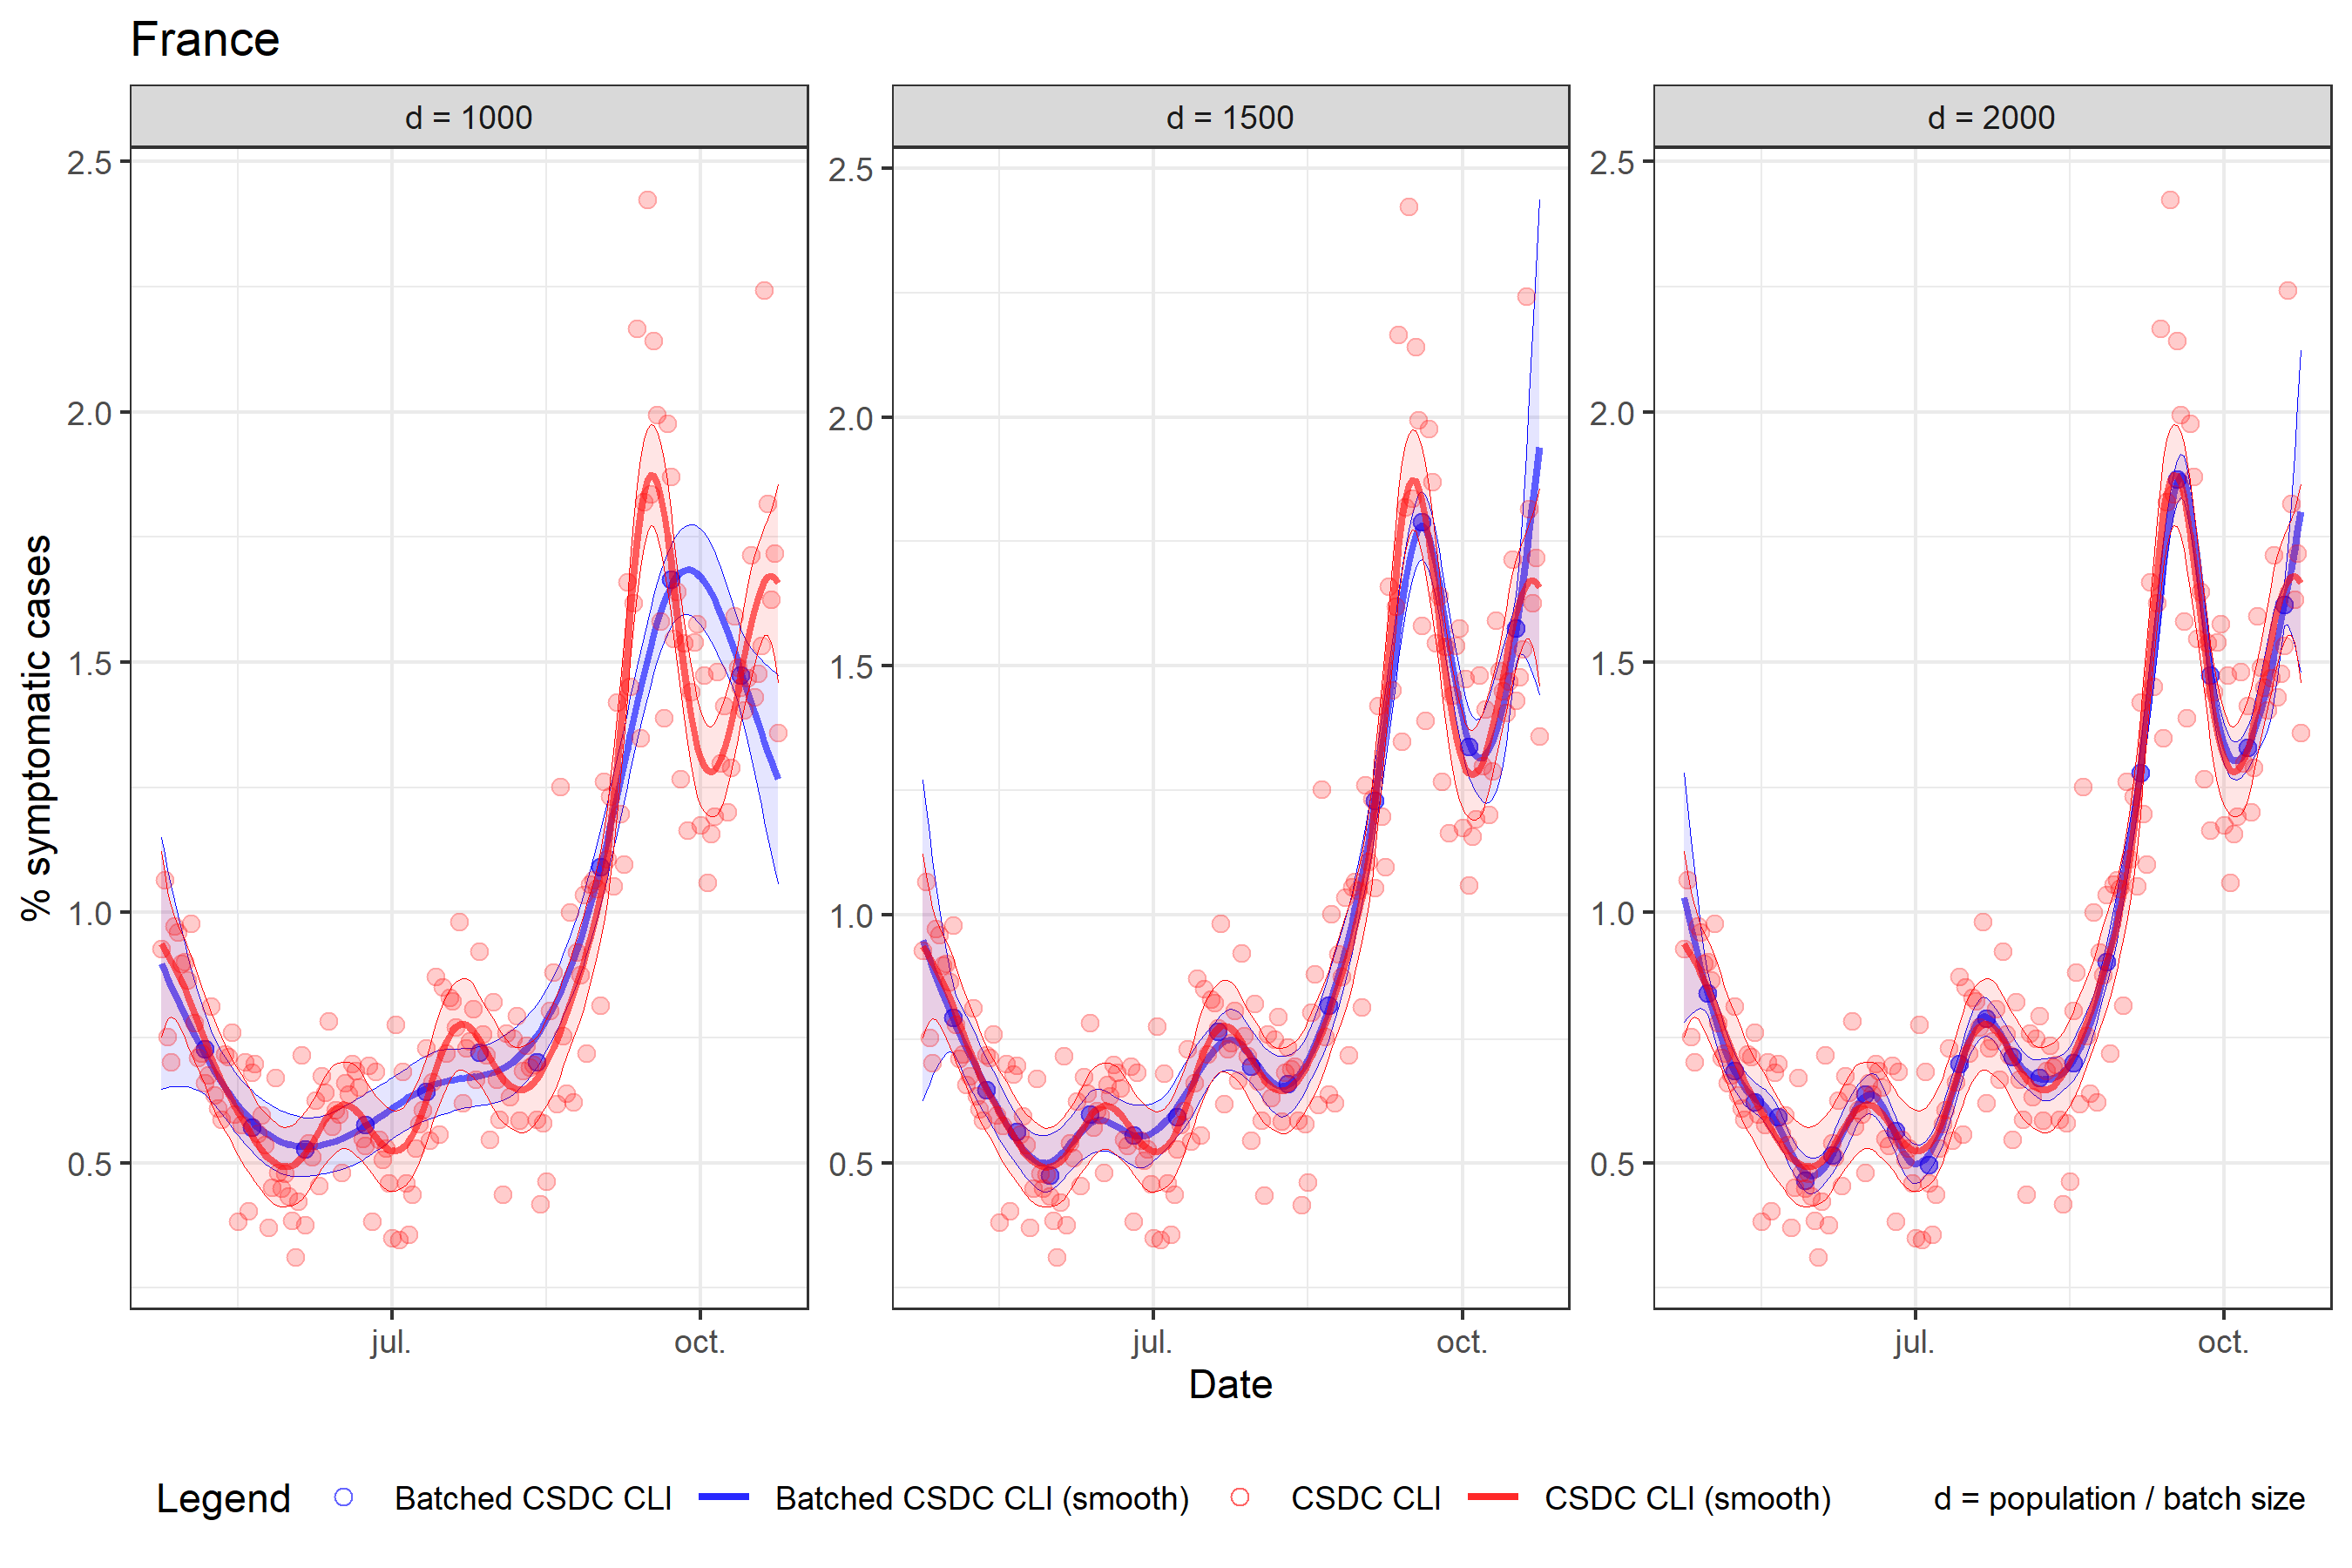 France
d = 1000
d = 1500
d = 2000
2.5
2.0
1.5
1.0
0.5
2.5
2.0
1.5
1.0
0.5
2.5
2.0
1.5
1.0
0.5
% symptomatic cases
jul.
oct.
jul.
oct.
jul.
oct.
Date
Legend
Batched CSDC CLI
Batched CSDC CLI (smooth)
CSDC CLI
CSDC CLI (smooth)
d = population / batch size